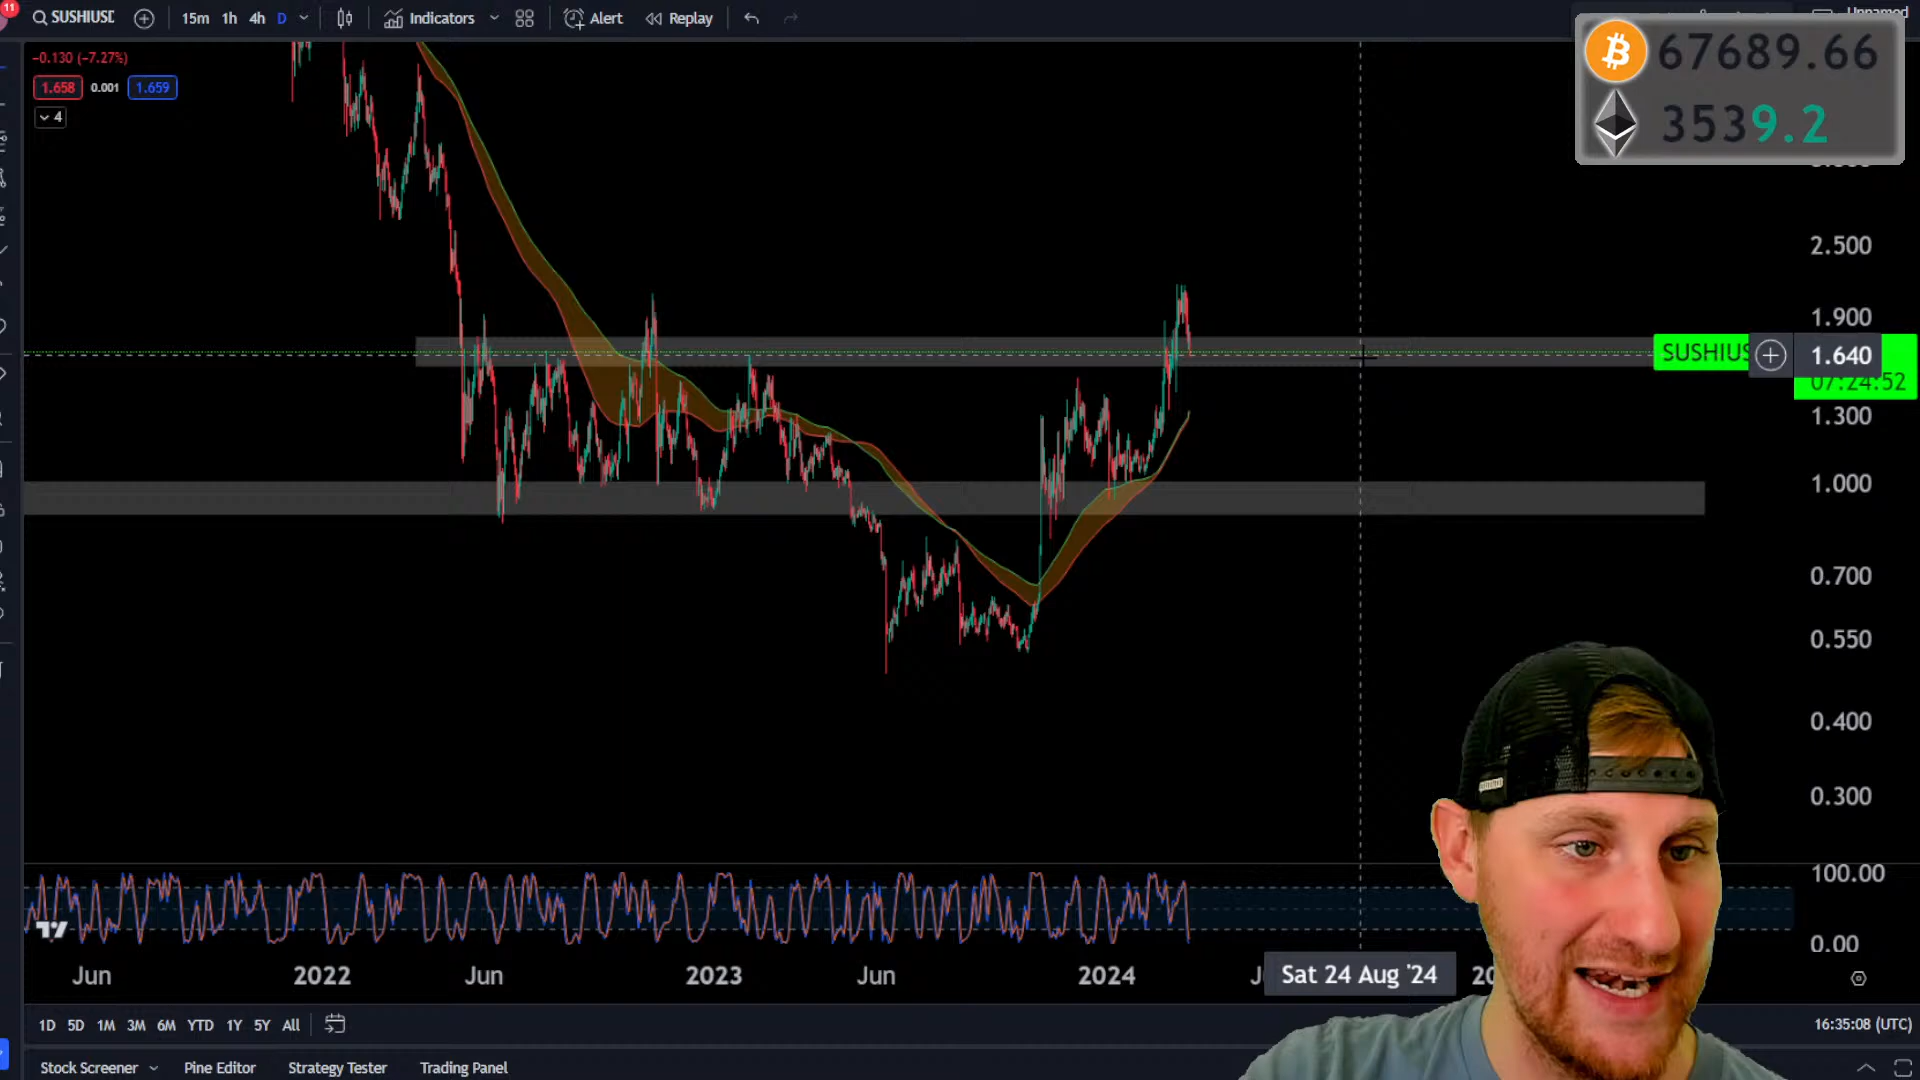 11
SUSHIUSD
15m 1h 4h D Indicators Alert Replay
Unnamed
−0.130 (−7.27%)
1.658 0.001 1.659
4
67689.66
3539.2
2.500
1.900
SUSHIUS
1.640
07:24:52
1.300
1.000
0.700
0.550
0.400
0.300
100.00
0.00
Jun 2022 Jun 2023 Jun 2024 Sat 24 Aug '24
1D 5D 1M 3M 6M YTD 1Y 5Y All
16:35:08 (UTC)
Stock Screener Pine Editor Strategy Tester Trading Panel